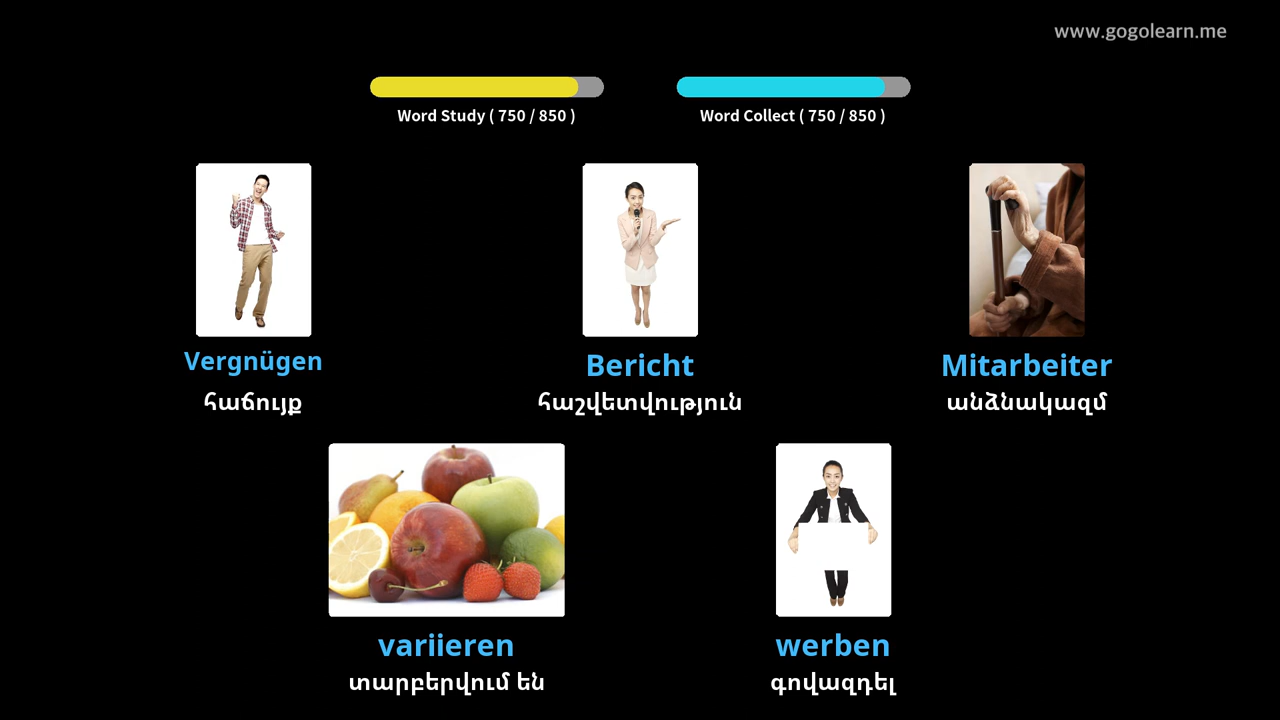 www.gogolearn.me
Word Study ( 750 / 850 )
Word Collect ( 750 / 850 )
Vergnügen
հաճույք
Bericht
հաշվետվություն
Mitarbeiter
անձնակազմ
variieren
տարբերվում են
werben
գովազդել